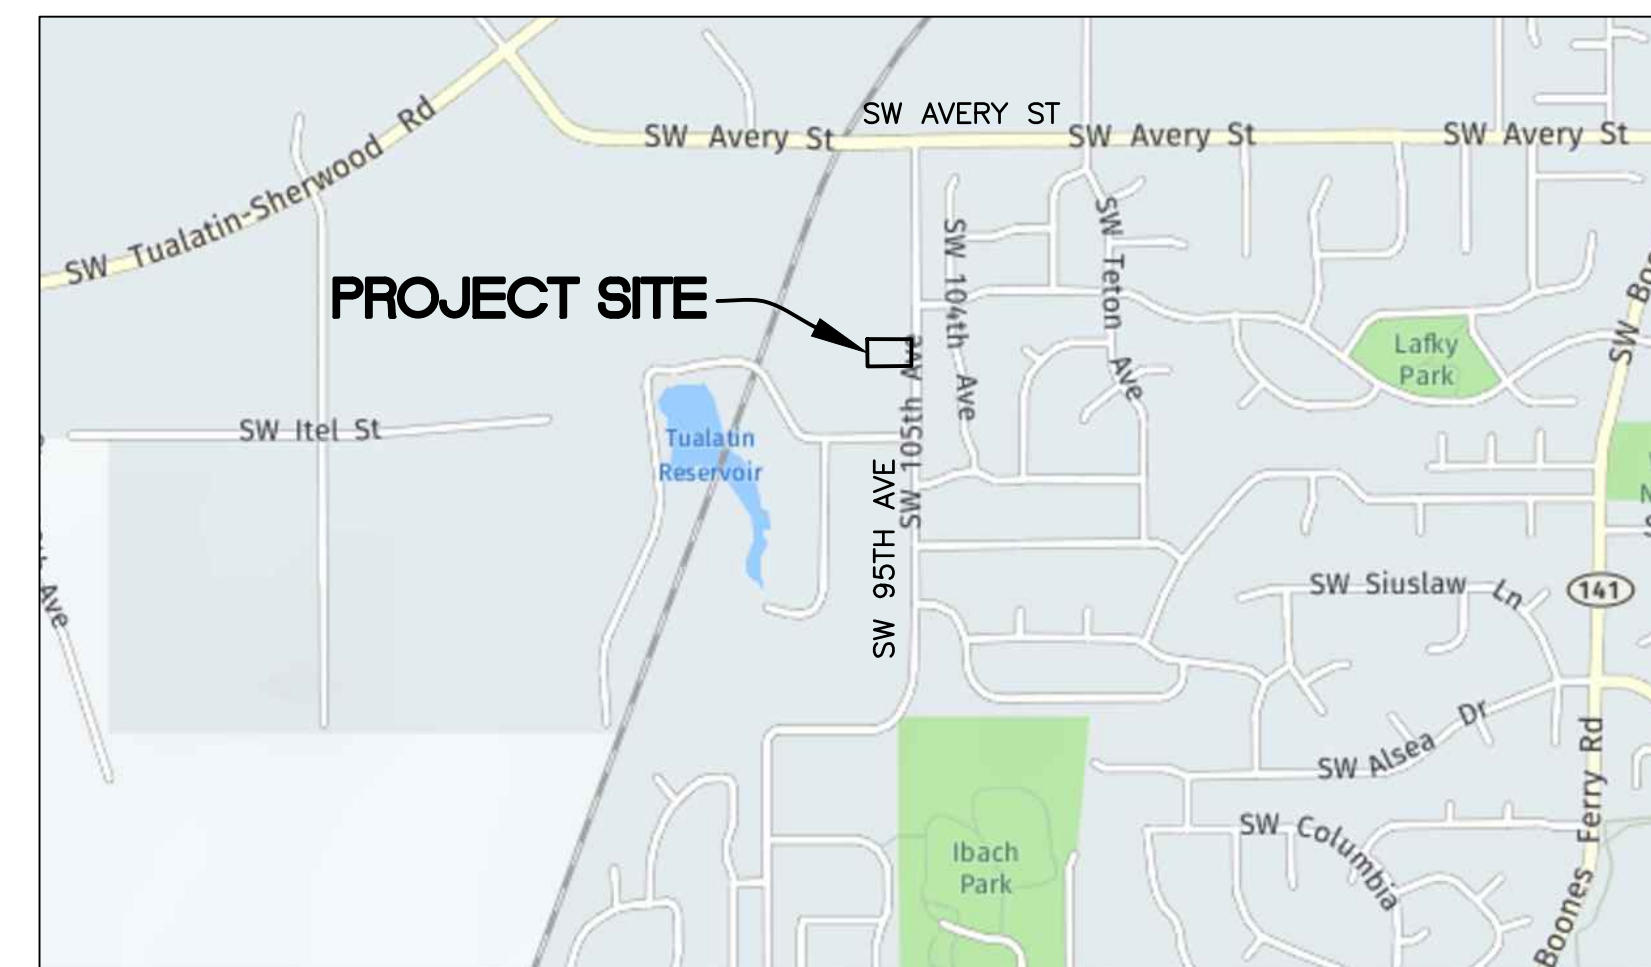 SW Tualatin-Sherwood Rd
SW Avery St
SW AVERY ST
SW Avery St
SW Avery St
PROJECT SITE
SW 104th Ave
SW Teton Ave
SW 105th Ave
SW 95TH AVE
Lafky
Park
SW Itel St
Tualatin
Reservoir
Ave
SW Siuslaw Ln
141
SW Alsea Dr
SW Columbia
Boones Ferry Rd
SW
Ibach
Park